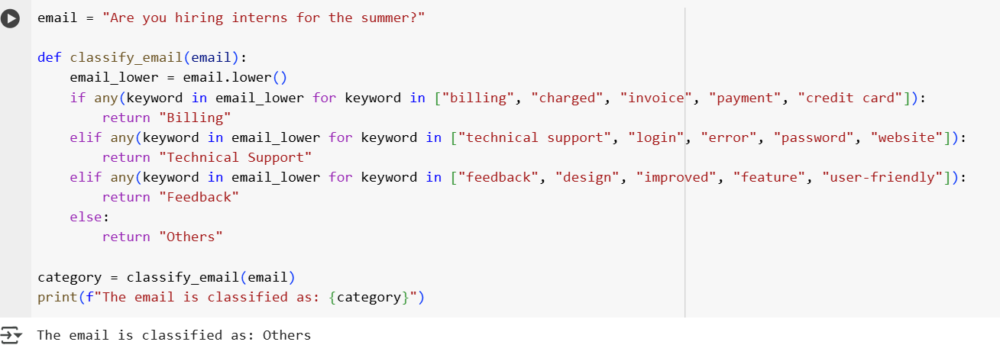 email = "Are you hiring interns for the summer?"
def classify_email(email):
    email_lower = email.lower()
    if any(keyword in email_lower for keyword in ["billing", "charged", "invoice", "payment", "credit card"]):
        return "Billing"
    elif any(keyword in email_lower for keyword in ["technical support", "login", "error", "password", "website"]):
        return "Technical Support"
    elif any(keyword in email_lower for keyword in ["feedback", "design", "improved", "feature", "user-friendly"]):
        return "Feedback"
    else:
        return "Others"
category = classify_email(email)
print(f"The email is classified as: {category}")
The email is classified as: Others